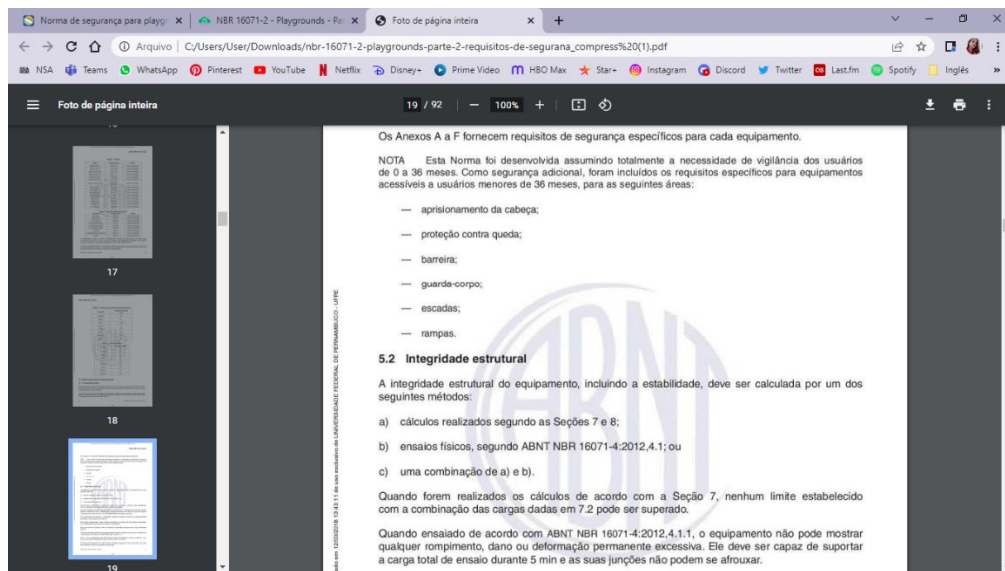 Norma de segurança para playg
NBR 16071-2 - Playgrounds - Pa
Foto de página inteira
Arquivo | C:/Users/User/Downloads/nbr-16071-2-playgrounds-parte-2-requisitos-de-segurana_compress%20(1).pdf
NSA Teams WhatsApp Pinterest YouTube Netflix Disney+ Prime Video HBO Max Star+ Instagram Discord Twitter Last.fm Spotify Inglês »
Foto de página inteira 19 / 92 | — 100% +
17
18
19
Os Anexos A a F fornecem requisitos de segurança específicos para cada equipamento.
NOTA Esta Norma foi desenvolvida assumindo totalmente a necessidade de vigilância dos usuários
de 0 a 36 meses. Como segurança adicional, foram incluídos os requisitos específicos para equipamentos
acessíveis a usuários menores de 36 meses, para as seguintes áreas:
— aprisionamento da cabeça;
— proteção contra queda;
— barreira;
— guarda-corpo;
— escadas;
— rampas.
5.2 Integridade estrutural
A integridade estrutural do equipamento, incluindo a estabilidade, deve ser calculada por um dos
seguintes métodos:
a) cálculos realizados segundo as Seções 7 e 8;
b) ensaios físicos, segundo ABNT NBR 16071-4:2012,4.1; ou
c) uma combinação de a) e b).
Quando forem realizados os cálculos de acordo com a Seção 7, nenhum limite estabelecido
com a combinação das cargas dadas em 7.2 pode ser superado.
Quando ensaiado de acordo com ABNT NBR 16071-4:2012,4.1.1, o equipamento não pode mostrar
qualquer rompimento, dano ou deformação permanente excessiva. Ele deve ser capaz de suportar
a carga total de ensaio durante 5 min e as suas junções não podem se afrouxar.
ABNT
de uso exclusivo da UNIVERSIDADE FEDERAL DE PERNAMBUCO - UFPE